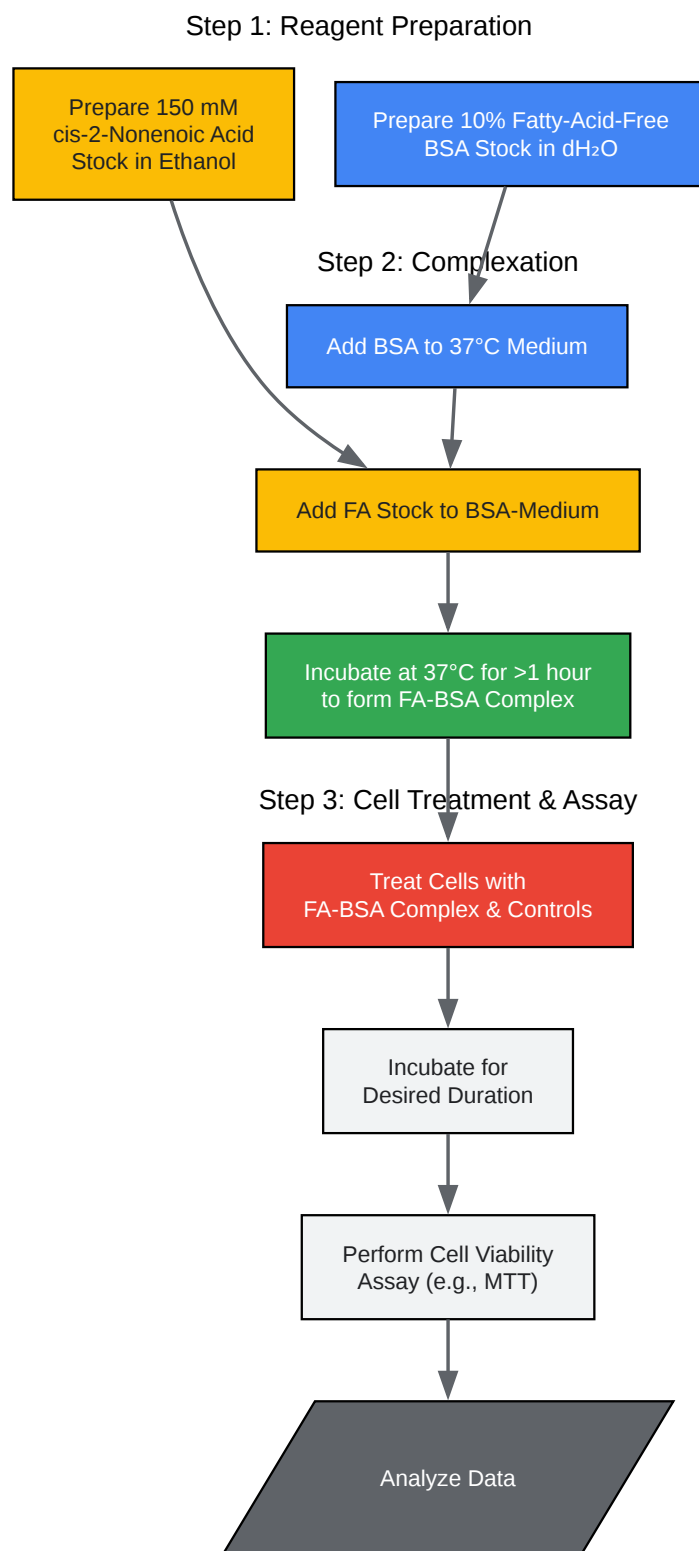 Step 1: Reagent Preparation
Prepare 150 mM
cis-2-Nonenoic Acid
Stock in Ethanol
Prepare 10% Fatty-Acid-Free
BSA Stock in dH₂O
Step 2: Complexation
Add BSA to 37°C Medium
Add FA Stock to BSA-Medium
Incubate at 37°C for >1 hour
to form FA-BSA Complex
Step 3: Cell Treatment & Assay
Treat Cells with
FA-BSA Complex & Controls
Incubate for
Desired Duration
Perform Cell Viability
Assay (e.g., MTT)
Analyze Data